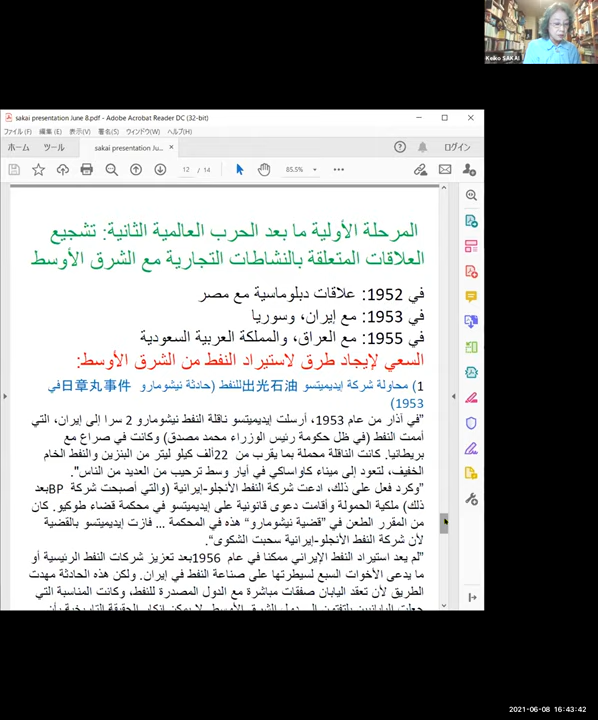 Keiko SAKAI
sakai presentation June 8.pdf - Adobe Acrobat Reader DC (32-bit)
ファイル(F) 編集(E) 表示(V) 署名(S) ウィンドウ(W) ヘルプ(H)
ホーム ツール sakai presentation Ju... × ログイン
12 / 14 85.5%
المرحلة الأولية ما بعد الحرب العالمية الثانية: تشجيع
العلاقات المتعلقة بالنشاطات التجارية مع الشرق الأوسط
في 1952: علاقات دبلوماسية مع مصر
في 1953: مع إيران، وسوريا
في 1955: مع العراق، والمملكة العربية السعودية
السعي لإيجاد طرق لاستيراد النفط من الشرق الأوسط:
1) محاولة شركة إيديميتسو 出光石油للنفط (حادثة نيشومارو 日章丸事件 في
1953)
"في آذار من عام 1953، أرسلت إيديميتسو ناقلة النفط نيشومارو 2 سرا إلى إيران، التي
أممت النفط (في ظل حكومة رئيس الوزراء محمد مصدق) وكانت في صراع مع
بريطانيا. كانت الناقلة محملة بما يقرب من 22ألف كيلو ليتر من البنزين والنفط الخام
الخفيف، لتعود إلى ميناء كاواساكي في أيار وسط ترحيب من العديد من الناس".
"وكرد فعل على ذلك، ادعت شركة النفط الأنجلو-إيرانية (والتي أصبحت شركة BPبعد
ذلك) ملكية الحمولة و أقامت دعوى قانونية على إيديميتسو في محكمة قضاء طوكيو. كان
من المقرر الطعن في "قضية نيشومارو" هذه في المحكمة ... فازت إيديميتسو بالقضية
لأن شركة النفط الأنجلو-إيرانية سحبت الشكوى".
"لم يعد استيراد النفط الإيراني ممكنا في عام 1956بعد تعزيز شركات النفط الرئيسية أو
ما يدعى الأخوات السبع لسيطرتها على صناعة النفط في إيران. ولكن هذه الحادثة مهدت
الطريق لأن تعقد اليابان صفقات مباشرة مع الدول المصدرة للنفط، وكانت المناسبة التي
2021-06-08 16:43:42